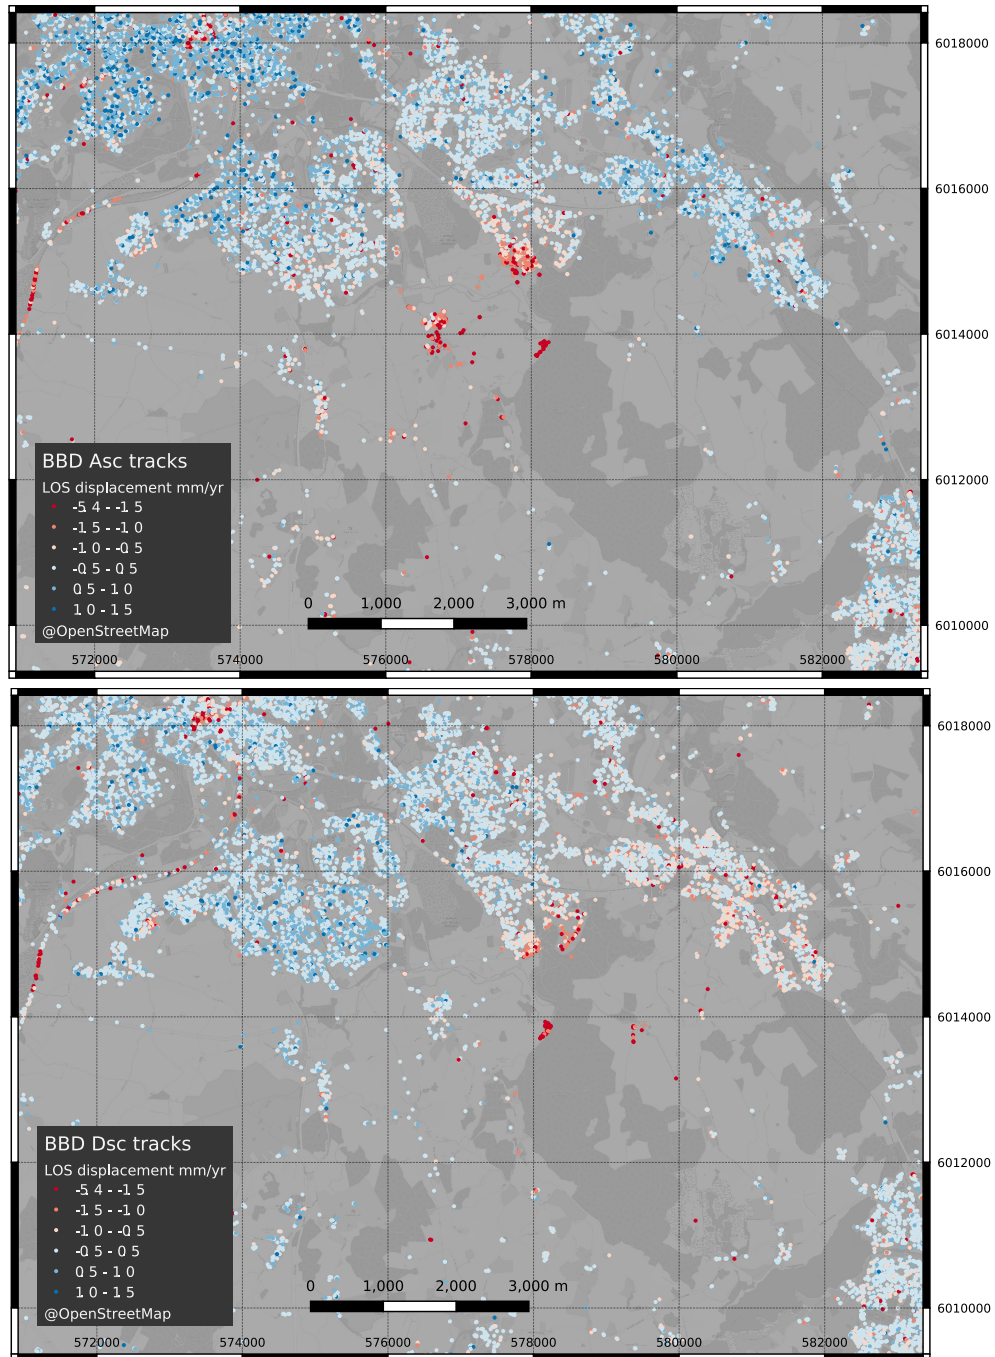 6018000
6016000
6014000
BBD Asc tracks
LOS displacement mm/yr
-5.4 - -1.5
-1.5 - -1.0
-1.0 - -0.5
-0.5 - 0.5
0.5 - 1.0
1.0 - 1.5
@OpenStreetMap
6012000
0 1,000 2,000 3,000 m
6010000
572000 574000 576000 578000 580000 582000
6018000
6016000
6014000
6012000
BBD Dsc tracks
LOS displacement mm/yr
-5.4 - -1.5
-1.5 - -1.0
-1.0 - -0.5
-0.5 - 0.5
0.5 - 1.0
1.0 - 1.5
@OpenStreetMap
0 1,000 2,000 3,000 m
6010000
572000 574000 576000 578000 580000 582000